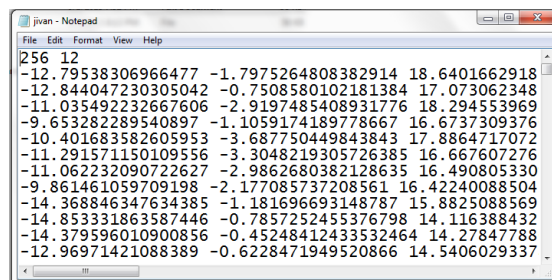 jivan - Notepad
File Edit Format View Help
256 12
-12.79538306966477 -1.7975264808382914 18.6401662918
-12.844047230305042 -0.7508580102181384 17.073062348
-11.035492232667606 -2.9197485408931776 18.294553969
-9.653282289540897 -1.1059174189778667 16.6737309376
-10.401683582605953 -3.687750449843843 17.8864717072
-11.291571150109556 -3.3048219305726385 16.667607276
-11.062232090722627 -2.9862680382128635 16.490805330
-9.861461059709198 -2.177085737208561 16.42240088504
-14.368846347634385 -1.181696693148787 15.8825088569
-14.853331863587446 -0.7857252455376798 14.116388432
-14.379596010900856 -0.45248412433532464 14.27847788
-12.96971421088389 -0.6228471949520866 14.5406029337